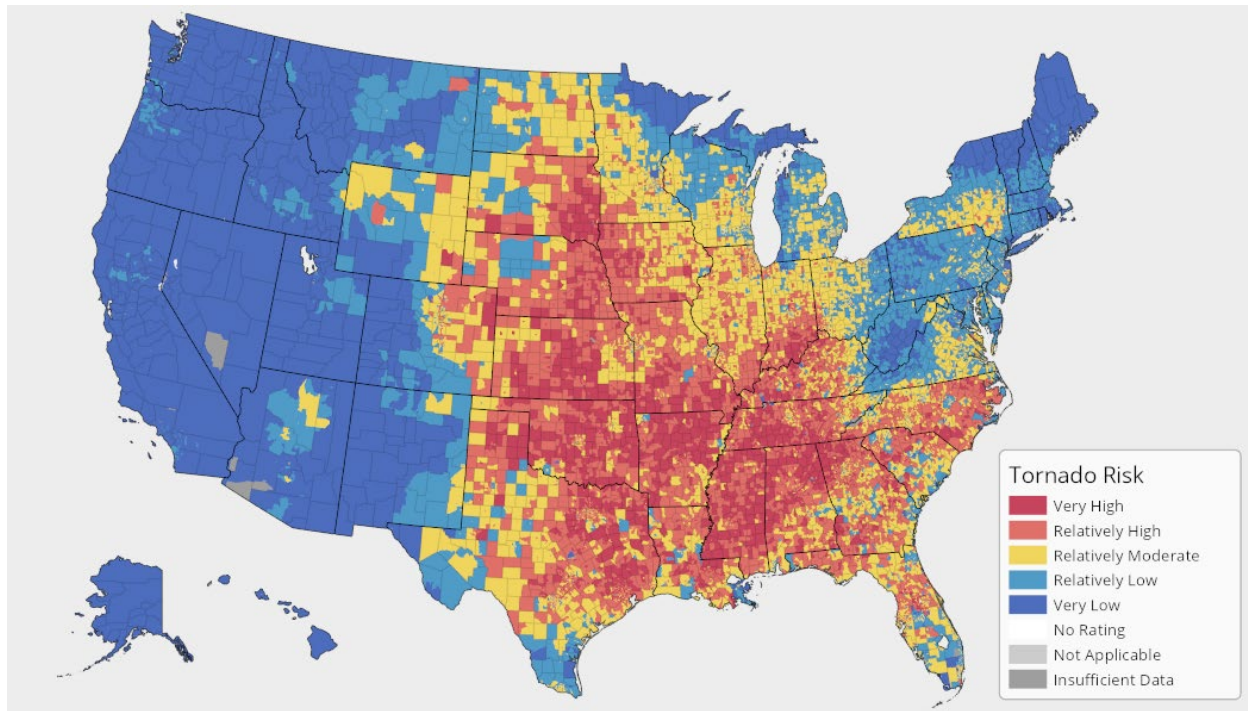 Tornado Risk
Very High
Relatively High
Relatively Moderate
Relatively Low
Very Low
No Rating
Not Applicable
Insufficient Data